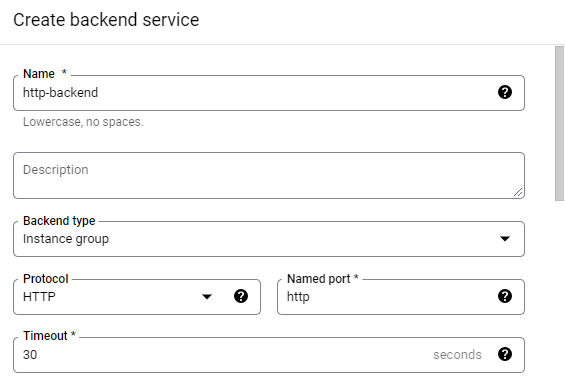 Create backend service
Name *
http-backend
Lowercase, no spaces.
Description
Backend type
Instance group
Protocol
HTTP
Named port *
http
Timeout *
30 seconds